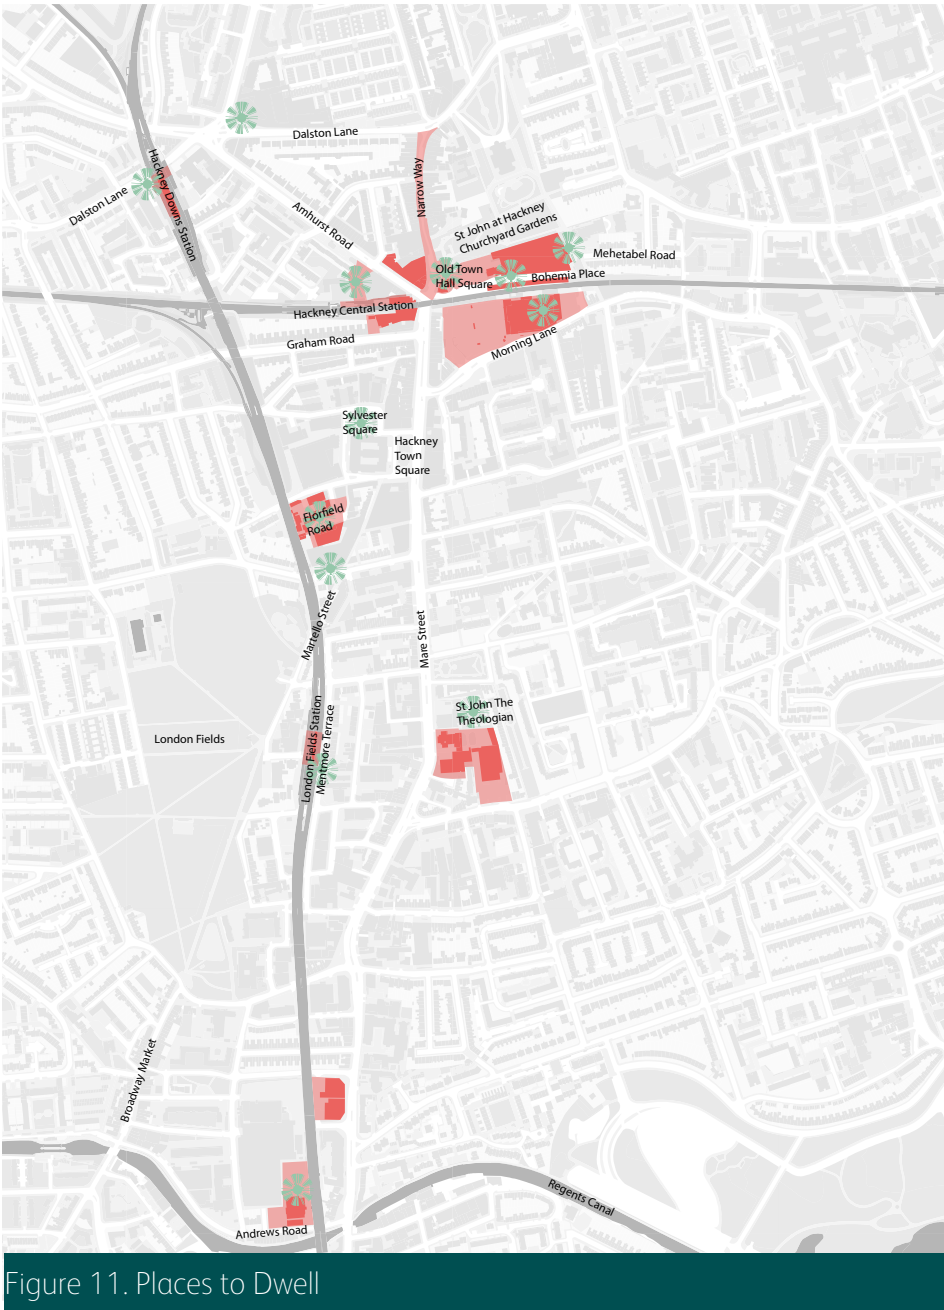 Dalston Lane
Hackney Downs Station
Dalston Lane
Narrow Way
Amhurst Road
St John at Hackney
Churchyard Gardens
Mehetabel Road
Old Town
Hall Square
Bohemia Place
Hackney Central Station
Graham Road
Morning Lane
Sylvester
Square
Hackney
Town
Square
Florfield
Road
Martello Street
Mare Street
St John The
Theologian
London Fields
London Fields Station
Mentmore Terrace
Broadway Market
Regents Canal
Andrews Road
Figure 11. Places to Dwell